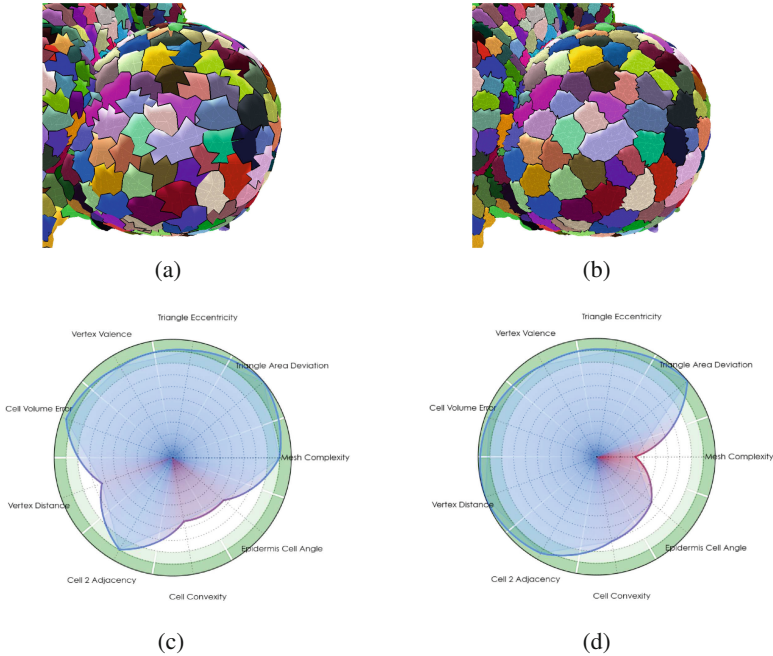 (a)
(b)
Triangle Eccentricity
Vertex Valence
Triangle Area Deviation
Cell Volume Error
Mesh Complexity
Vertex Distance
Epidermis Cell Angle
Cell 2 Adjacency
Cell Convexity
Triangle Eccentricity
Vertex Valence
Triangle Area Deviation
Cell Volume Error
Mesh Complexity
Vertex Distance
Epidermis Cell Angle
Cell 2 Adjacency
Cell Convexity
(c)
(d)